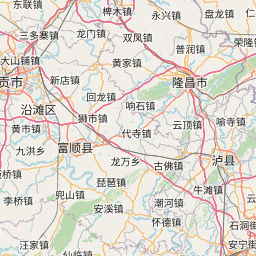 椑木镇
永兴镇
盘龙镇
三多寨镇
龙门镇
双凤镇
荣隆镇
大山铺镇
黄家镇
普润镇
新店镇
隆昌市
贡市
回龙镇
响石镇
沿滩区
狮市镇
云顶镇
喻寺镇
黄市镇
代寺镇
九洪乡
富顺县
龙万乡
古佛镇
泸县
琵琶镇
兜山镇
牛滩镇
李桥镇
安溪镇
潮河镇
石洞镇
怀德镇
汪家镇
仙临镇
安宁街